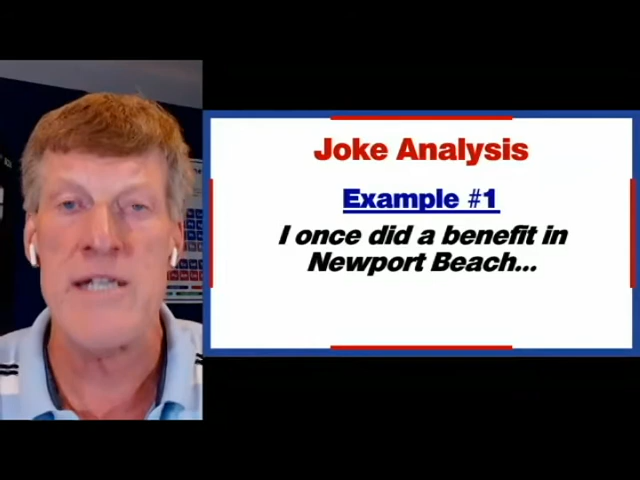 Joke Analysis
Example #1
I once did a benefit in
Newport Beach...